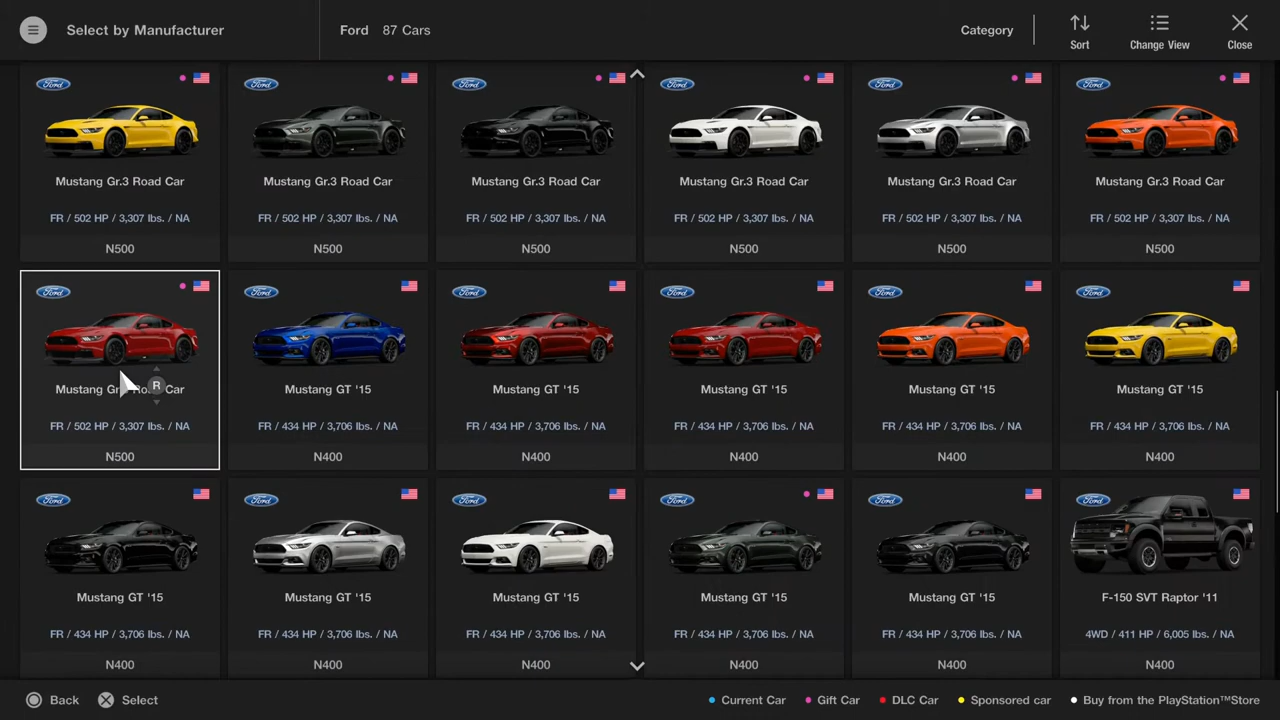 Select by Manufacturer
Ford 87 Cars
Category
Sort
Change View
Close
Ford Ford Ford Ford Ford Ford
Mustang Gr.3 Road Car Mustang Gr.3 Road Car Mustang Gr.3 Road Car Mustang Gr.3 Road Car Mustang Gr.3 Road Car Mustang Gr.3 Road Car
FR / 502 HP / 3,307 lbs. / NA FR / 502 HP / 3,307 lbs. / NA FR / 502 HP / 3,307 lbs. / NA FR / 502 HP / 3,307 lbs. / NA FR / 502 HP / 3,307 lbs. / NA FR / 502 HP / 3,307 lbs. / NA
N500 N500 N500 N500 N500 N500
Ford Ford Ford Ford Ford Ford
R
Mustang Gr.3 Road Car Mustang GT '15 Mustang GT '15 Mustang GT '15 Mustang GT '15 Mustang GT '15
FR / 502 HP / 3,307 lbs. / NA FR / 434 HP / 3,706 lbs. / NA FR / 434 HP / 3,706 lbs. / NA FR / 434 HP / 3,706 lbs. / NA FR / 434 HP / 3,706 lbs. / NA FR / 434 HP / 3,706 lbs. / NA
N500 N400 N400 N400 N400 N400
Ford Ford Ford Ford Ford Ford
Mustang GT '15 Mustang GT '15 Mustang GT '15 Mustang GT '15 Mustang GT '15 F-150 SVT Raptor '11
FR / 434 HP / 3,706 lbs. / NA FR / 434 HP / 3,706 lbs. / NA FR / 434 HP / 3,706 lbs. / NA FR / 434 HP / 3,706 lbs. / NA FR / 434 HP / 3,706 lbs. / NA 4WD / 411 HP / 6,005 lbs. / NA
N400 N400 N400 N400 N400 N400
Back Select Current Car Gift Car DLC Car Sponsored car Buy from the PlayStation™Store